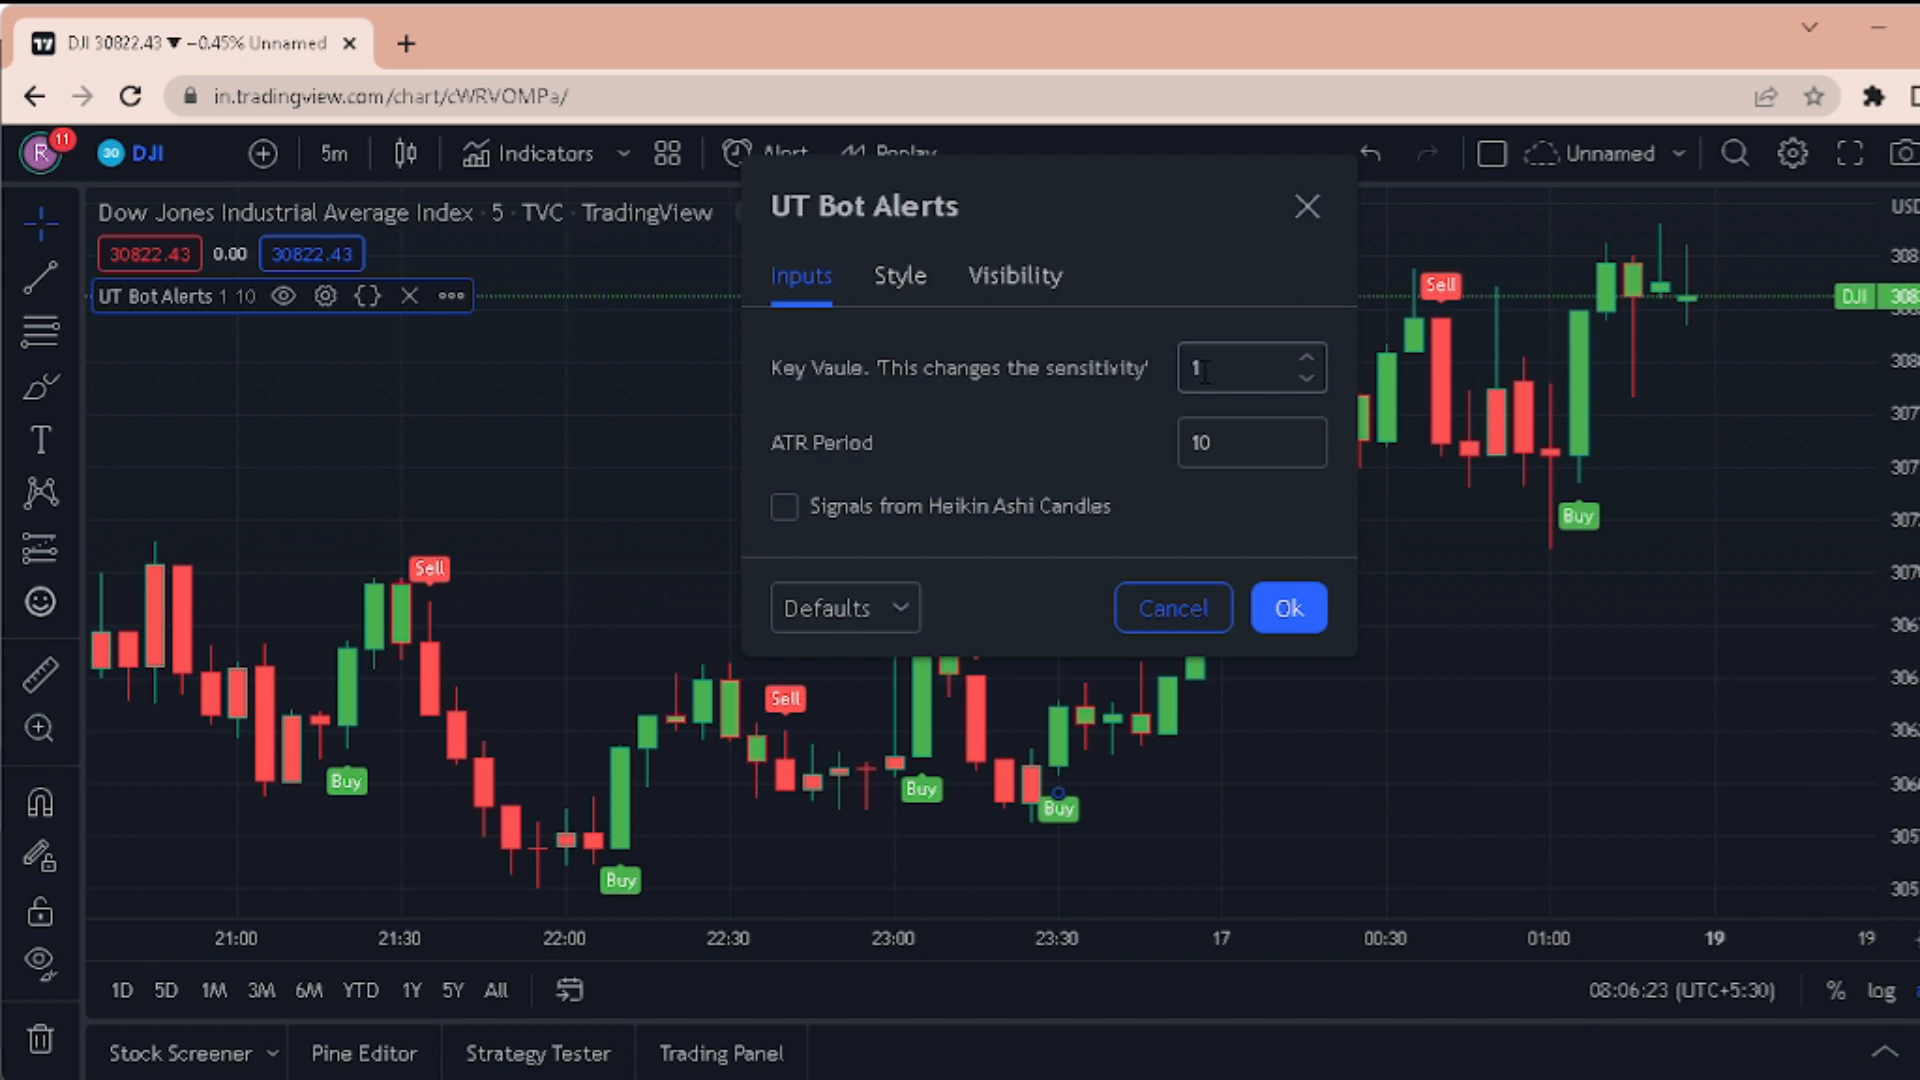 DJI 30822.43 ▼ −0.45% Unnamed
in.tradingview.com/chart/cWRVOMPa/
R 11 30 DJI 5m Indicators Alert Replay Unnamed
Dow Jones Industrial Average Index · 5 · TVC · TradingView
USD
30822.43 0.00 30822.43
UT Bot Alerts 1 10
UT Bot Alerts
Inputs Style Visibility
Key Vaule. 'This changes the sensitivity' 1
ATR Period 10
Signals from Heikin Ashi Candles
Defaults Cancel Ok
Sell
DJI
Buy
Sell
Buy
Sell
Buy
Buy
Buy
21:00 21:30 22:00 22:30 23:00 23:30 17 00:30 01:00 19 19
1D 5D 1M 3M 6M YTD 1Y 5Y All 08:06:23 (UTC+5:30) % log
Stock Screener Pine Editor Strategy Tester Trading Panel